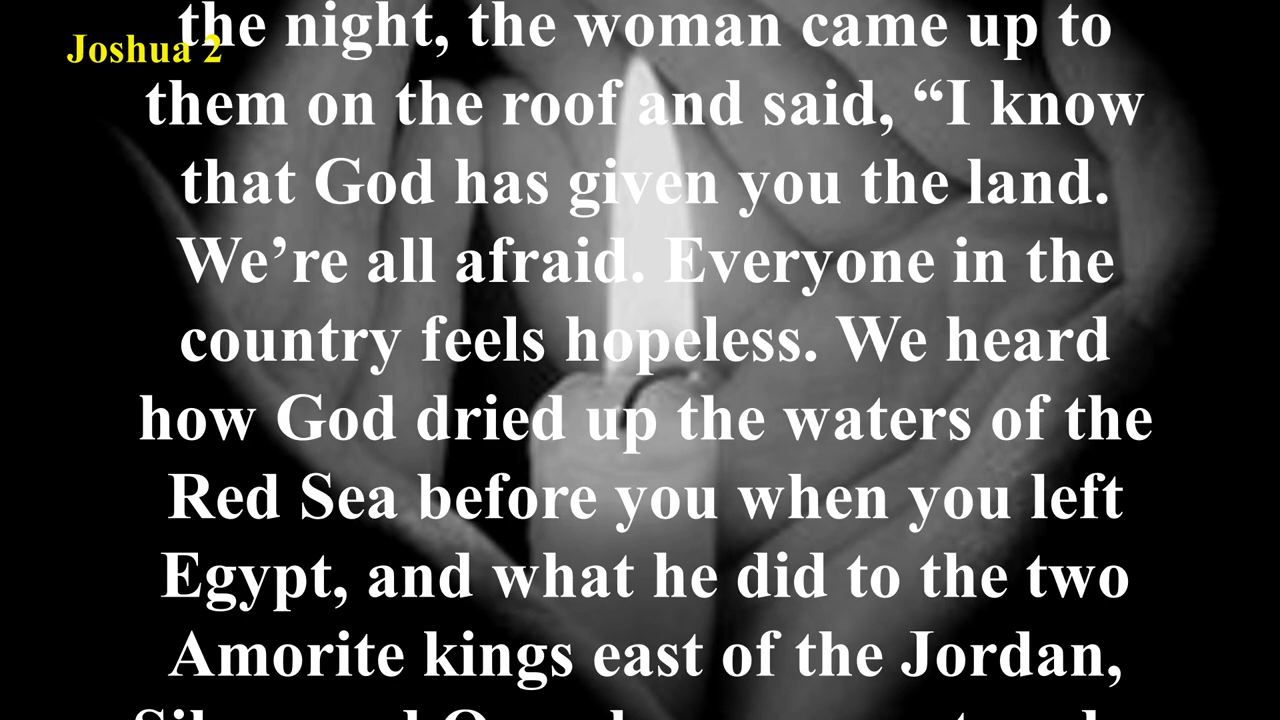 Joshua 2
the night, the woman came up to
them on the roof and said, “I know
that God has given you the land.
We’re all afraid. Everyone in the
country feels hopeless. We heard
how God dried up the waters of the
Red Sea before you when you left
Egypt, and what he did to the two
Amorite kings east of the Jordan,